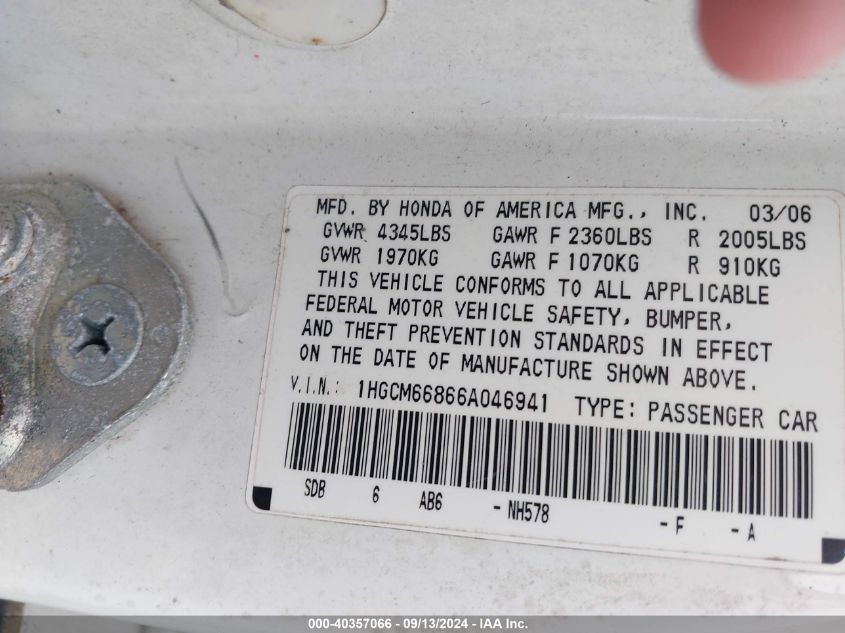 MFD. BY HONDA OF AMERICA MFG., INC. 03/06
GVWR 4345LBS GAWR F 2360LBS R 2005LBS
GVWR 1970KG GAWR F 1070KG R 910KG
THIS VEHICLE CONFORMS TO ALL APPLICABLE
FEDERAL MOTOR VEHICLE SAFETY, BUMPER,
AND THEFT PREVENTION STANDARDS IN EFFECT
ON THE DATE OF MANUFACTURE SHOWN ABOVE.
V.I.N.: 1HGCM66866A046941 TYPE: PASSENGER CAR
SDB 6 AB6 -NH578 -F -A
000-40357066 - 09/13/2024 - IAA Inc.